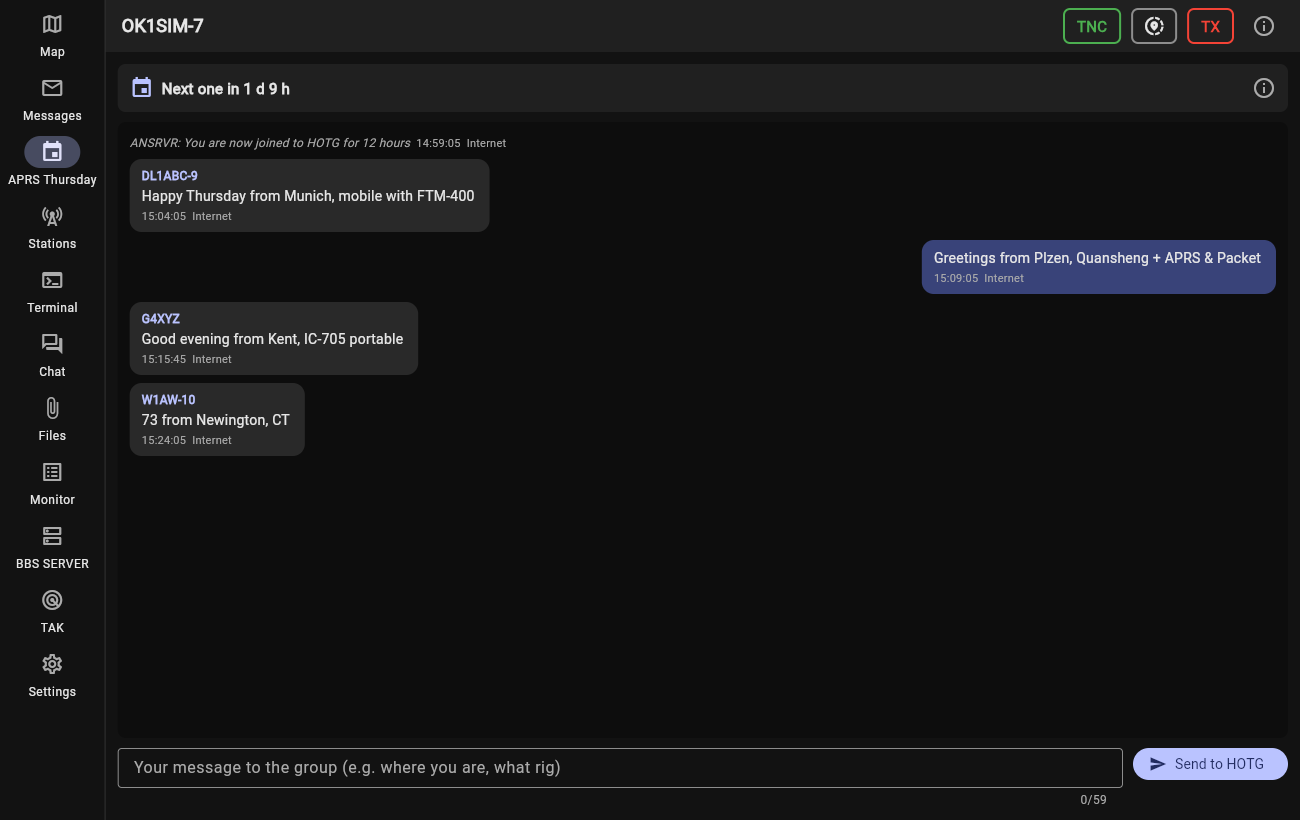 OK1SIM-7
TNC
TX
Map
Messages
APRS Thursday
Stations
Terminal
Chat
Files
Monitor
BBS SERVER
TAK
Settings
Next one in 1 d 9 h
ANSRVR: You are now joined to HOTG for 12 hours 14:59:05 Internet
DL1ABC-9
Happy Thursday from Munich, mobile with FTM-400
15:04:05 Internet
Greetings from Plzen, Quansheng + APRS & Packet
15:09:05 Internet
G4XYZ
Good evening from Kent, IC-705 portable
15:15:45 Internet
W1AW-10
73 from Newington, CT
15:24:05 Internet
Your message to the group (e.g. where you are, what rig)
Send to HOTG
0/59